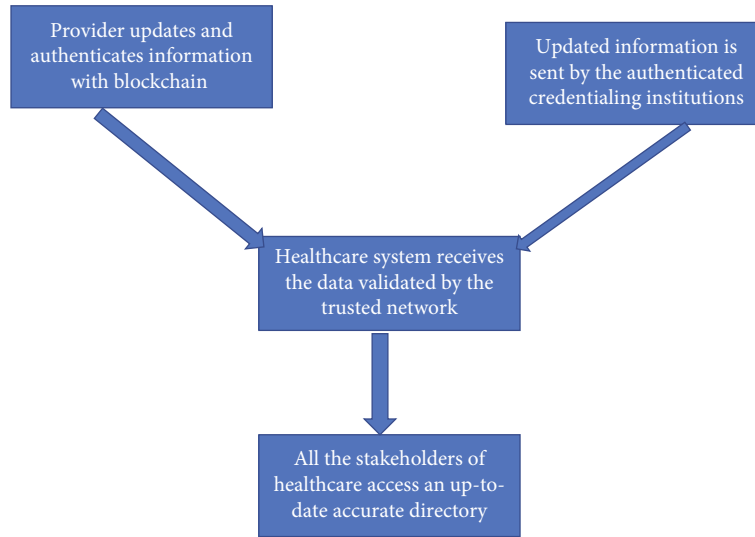 Provider updates and
authenticates information
with blockchain
Updated information is
sent by the authenticated
credentialing institutions
Healthcare system receives
the data validated by the
trusted network
All the stakeholders of
healthcare access an up-to-
date accurate directory